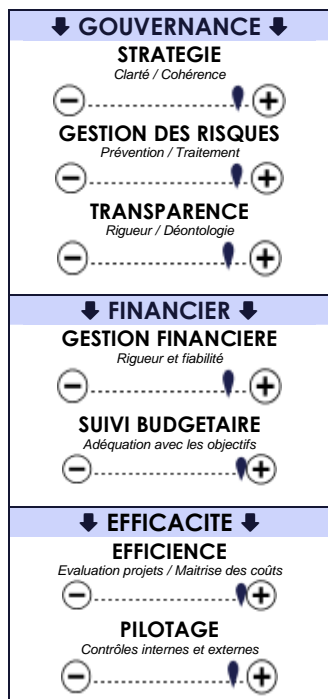 GOUVERNANCE
STRATEGIE
Clarté / Cohérence
GESTION DES RISQUES
Prévention / Traitement
TRANSPARENCE
Rigueur / Déontologie
FINANCIER
GESTION FINANCIERE
Rigueur et fiabilité
SUIVI BUDGETAIRE
Adéquation avec les objectifs
EFFICACITE
EFFICIENCE
Evaluation projets / Maitrise des coûts
PILOTAGE
Contrôles internes et externes